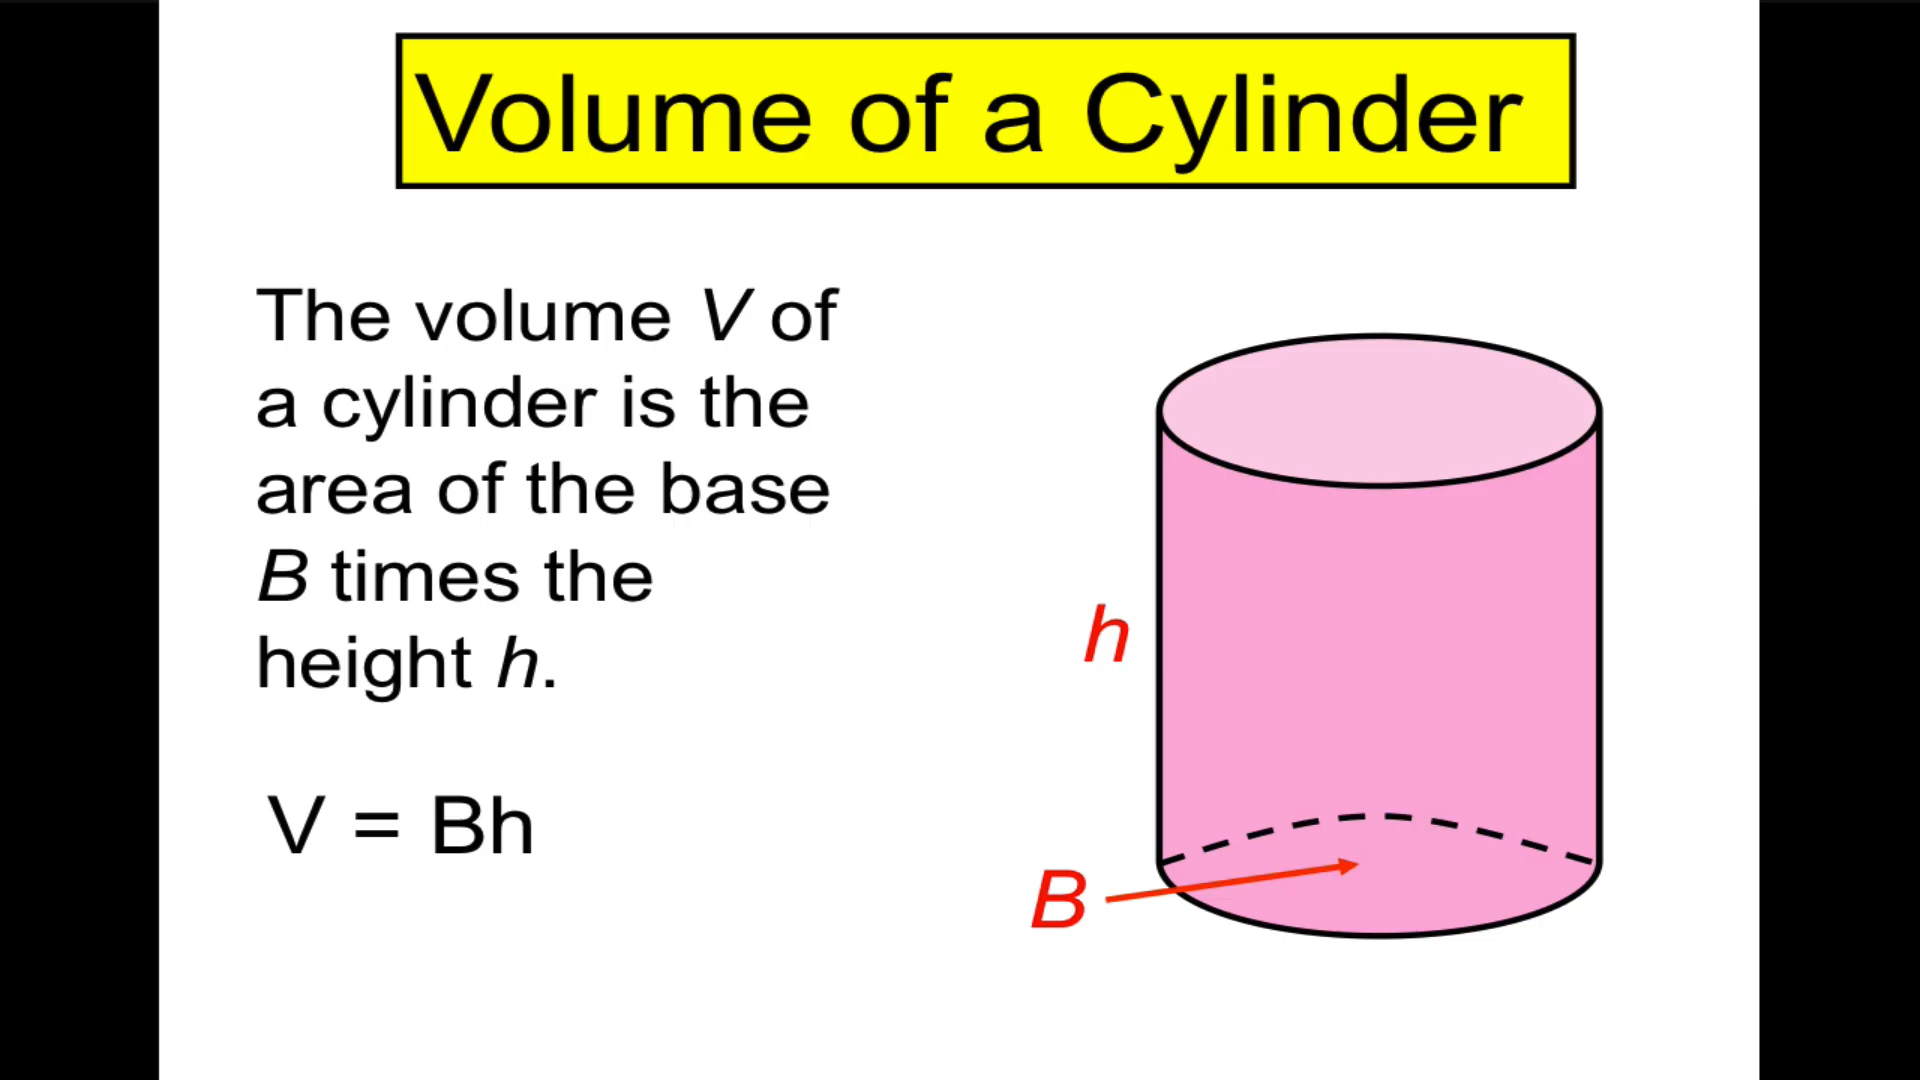 Volume of a Cylinder
The volume V of
a cylinder is the
area of the base
B times the
height h.
V = Bh
h
B